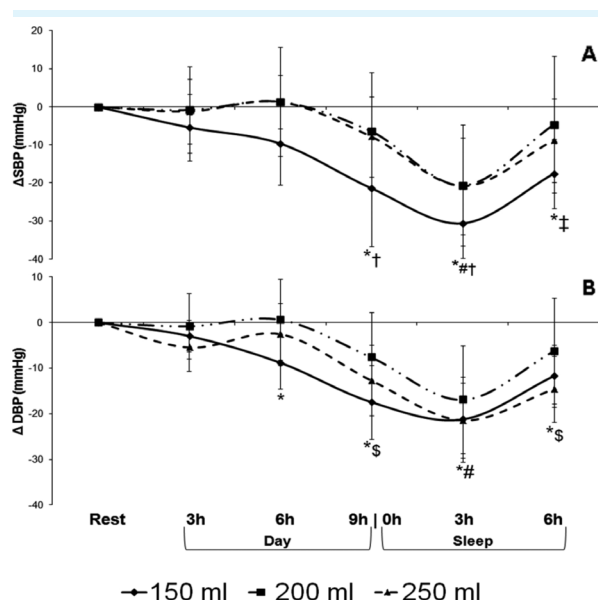 20
A
10
0
-10
-20
-30
-40
ΔSBP (mmHg)
*†
*#†
*‡
10
B
0
-10
-20
-30
-40
Δ DBP (mmHg)
*
*$
*#
*$
Rest 3h 6h 9h | 0h 3h 6h
Day Sleep
150 ml 200 ml 250 ml